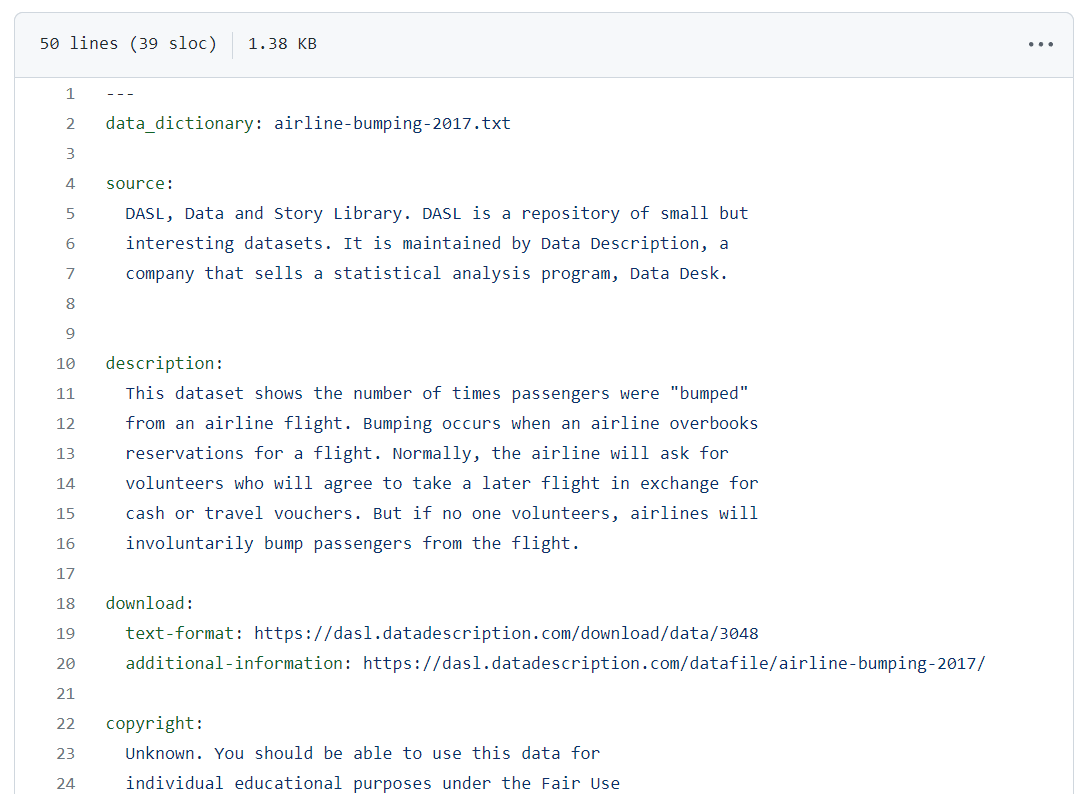 50 lines (39 sloc) 1.38 KB
1 ---
2 data_dictionary: airline-bumping-2017.txt
3
4 source:
5 DASL, Data and Story Library. DASL is a repository of small but
6 interesting datasets. It is maintained by Data Description, a
7 company that sells a statistical analysis program, Data Desk.
8
9
10 description:
11 This dataset shows the number of times passengers were "bumped"
12 from an airline flight. Bumping occurs when an airline overbooks
13 reservations for a flight. Normally, the airline will ask for
14 volunteers who will agree to take a later flight in exchange for
15 cash or travel vouchers. But if no one volunteers, airlines will
16 involuntarily bump passengers from the flight.
17
18 download:
19 text-format: https://dasl.datadescription.com/download/data/3048
20 additional-information: https://dasl.datadescription.com/datafile/airline-bumping-2017/
21
22 copyright:
23 Unknown. You should be able to use this data for
24 individual educational purposes under the Fair Use